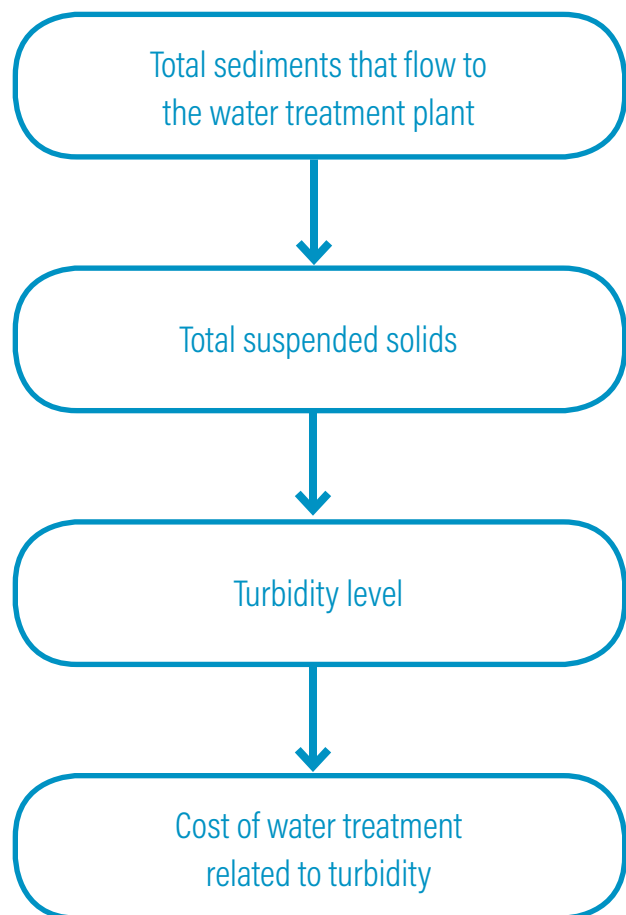 Total sediments that flow to
the water treatment plant
Total suspended solids
Turbidity level
Cost of water treatment
related to turbidity